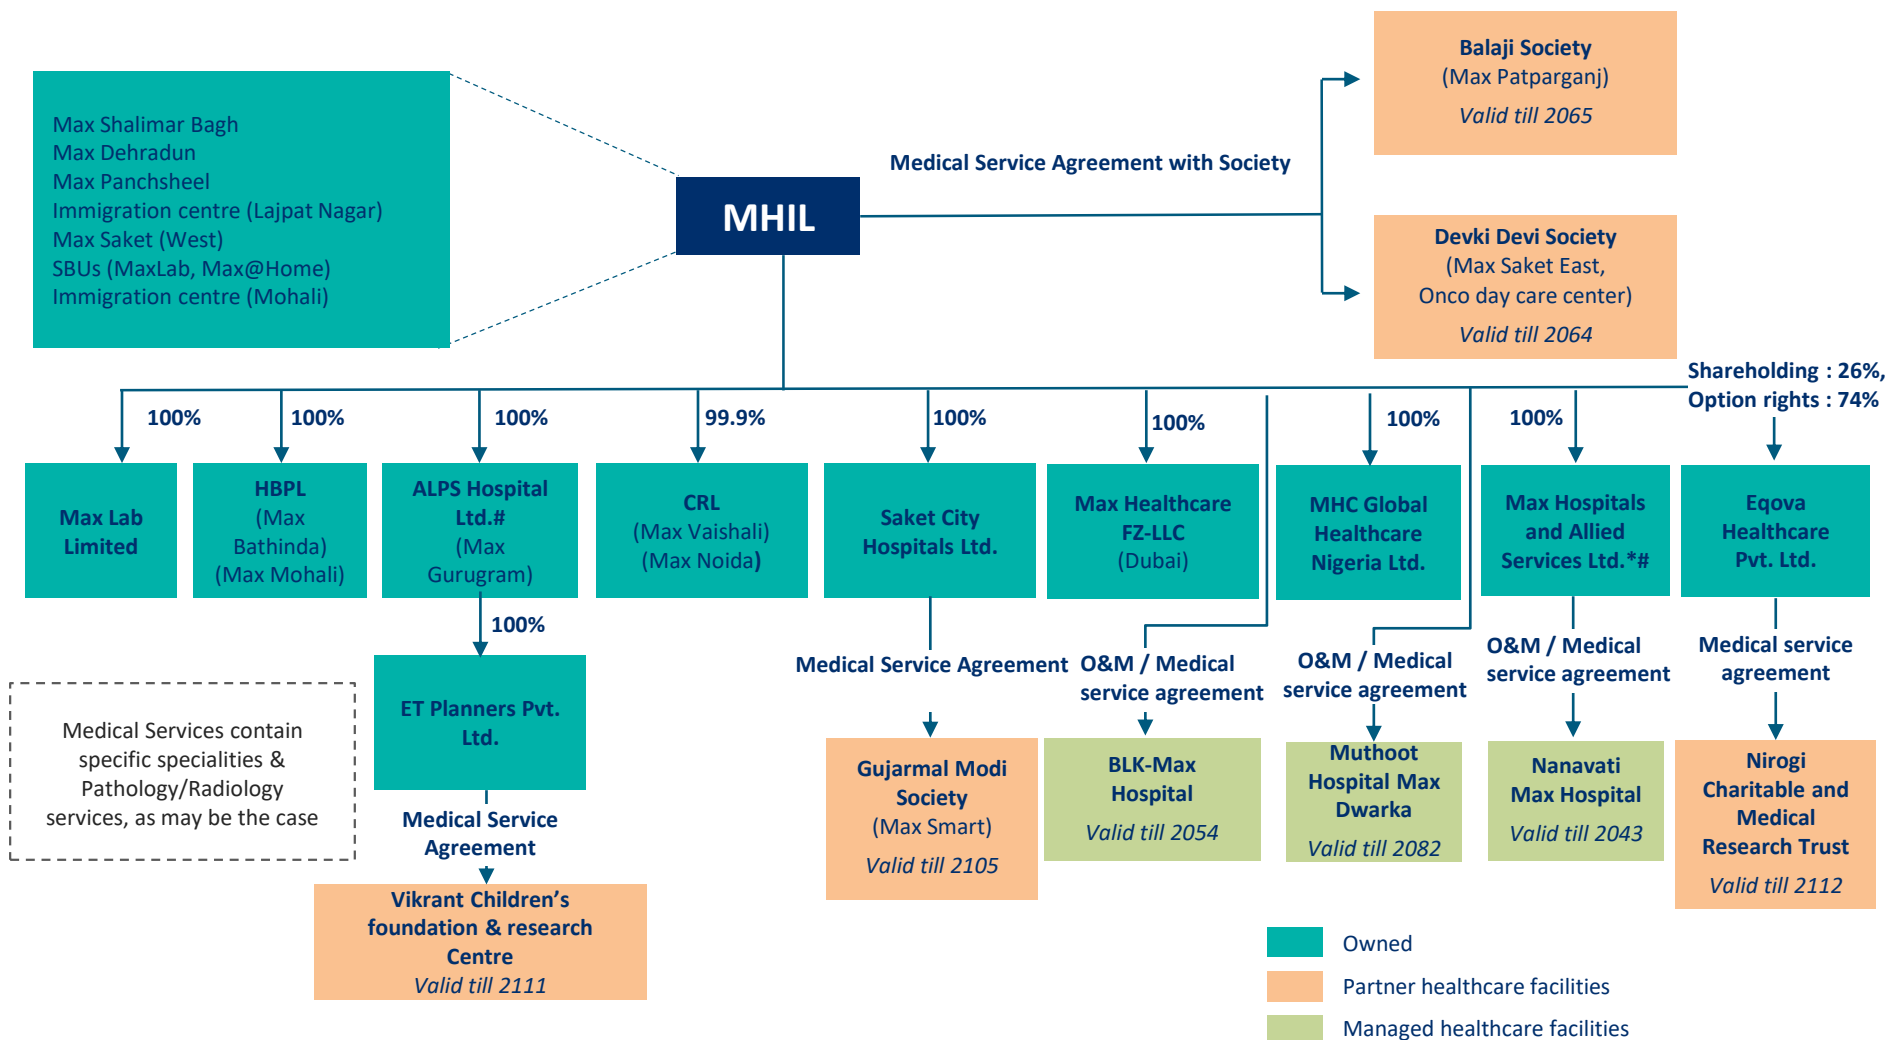 Balaji Society
(Max Patparganj)
Valid till 2065
Max Shalimar Bagh
Max Dehradun
Max Panchsheel
Immigration centre (Lajpat Nagar)
Max Saket (West)
SBUs (MaxLab, Max@Home)
Immigration centre (Mohali)
MHIL
Medical Service Agreement with Society
Devki Devi Society
(Max Saket East,
Onco day care center)
Valid till 2064
Shareholding : 26%,
Option rights : 74%
100%
100%
100%
99.9%
100%
100%
100%
100%
Max Lab
Limited
HBPL
(Max
Bathinda)
(Max Mohali)
ALPS Hospital
Ltd.#
(Max
Gurugram)
CRL
(Max Vaishali)
(Max Noida)
Saket City
Hospitals Ltd.
Max Healthcare
FZ-LLC
(Dubai)
MHC Global
Healthcare
Nigeria Ltd.
Max Hospitals
and Allied
Services Ltd.*#
Eqova
Healthcare
Pvt. Ltd.
100%
Medical Service Agreement
O&M / Medical
service agreement
O&M / Medical
service agreement
O&M / Medical
service agreement
Medical service
agreement
ET Planners Pvt.
Ltd.
Medical Services contain
specific specialities &
Pathology/Radiology
services, as may be the case
Medical Service
Agreement
Gujarmal Modi
Society
(Max Smart)
Valid till 2105
BLK-Max
Hospital
Valid till 2054
Muthoot
Hospital Max
Dwarka
Valid till 2082
Nanavati
Max Hospital
Valid till 2043
Nirogi
Charitable and
Medical
Research Trust
Valid till 2112
Vikrant Children’s
foundation & research
Centre
Valid till 2111
Owned
Partner healthcare facilities
Managed healthcare facilities